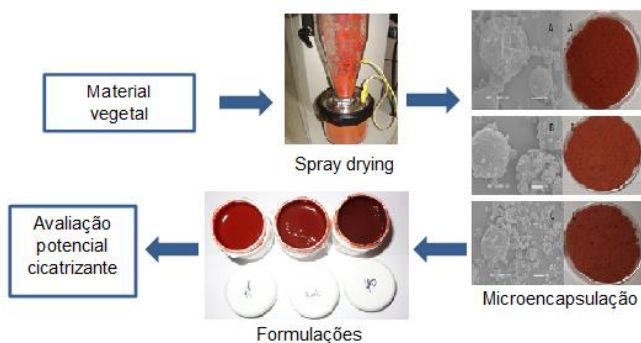 Material
vegetal
Spray drying
A
A
B
C
Microencapsulação
Formulações
Avaliação
potencial
cicatrizante